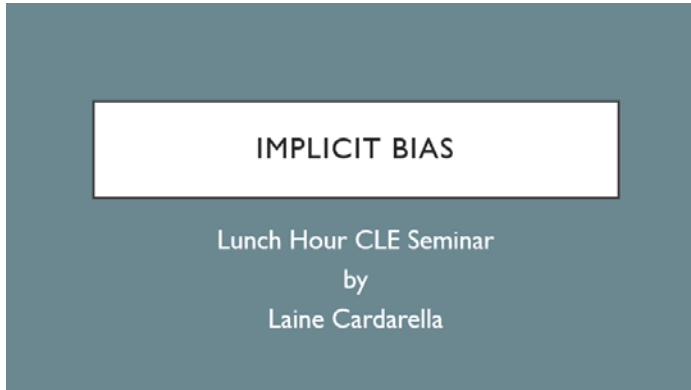 IMPLICIT BIAS
Lunch Hour CLE Seminar
by
Laine Cardarella